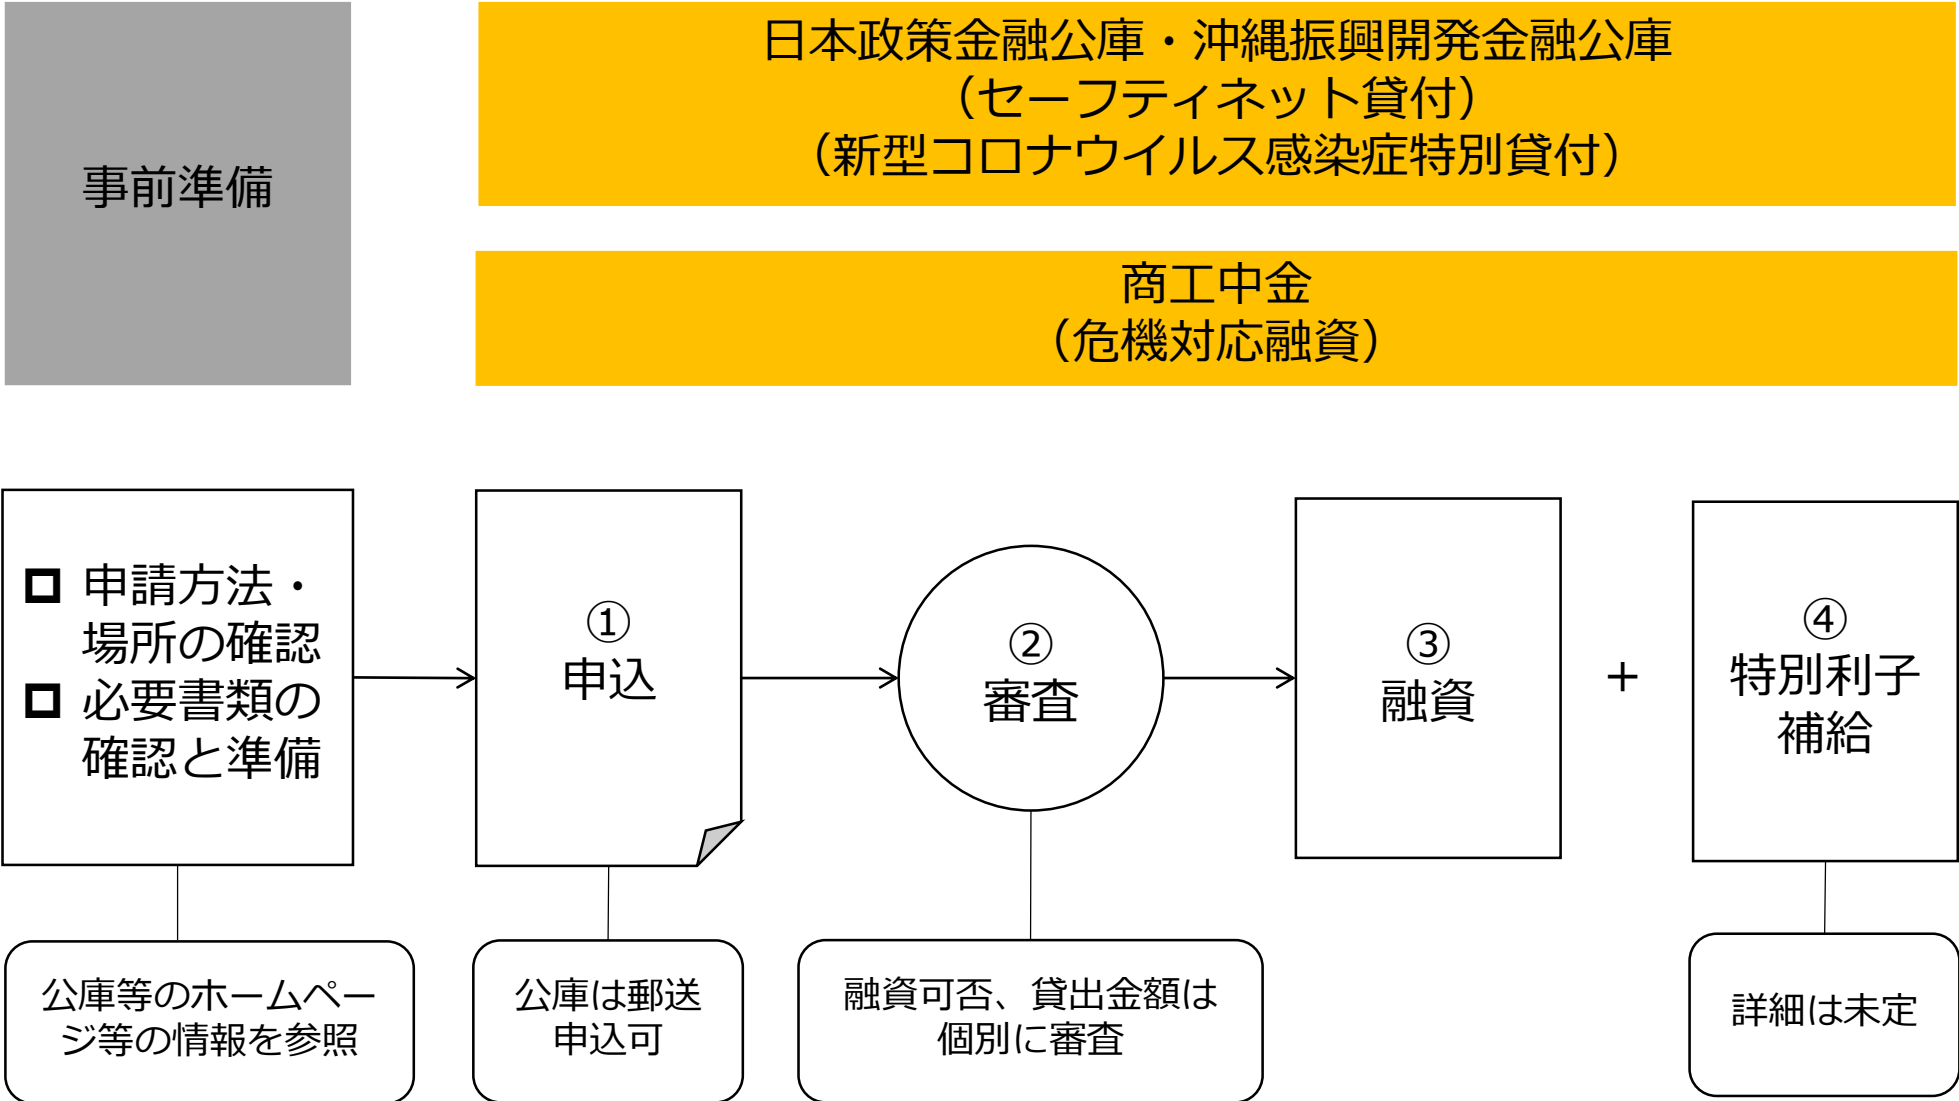 事前準備
日本政策金融公庫・沖縄振興開発金融公庫
（セーフティネット貸付）
（新型コロナウイルス感染症特別貸付）
商工中金
（危機対応融資）
申請方法・
場所の確認
必要書類の
確認と準備
①
申込
②
審査
③
融資
＋
④
特別利子
補給
公庫等のホームペー
ジ等の情報を参照
公庫は郵送
申込可
融資可否、貸出金額は
個別に審査
詳細は未定